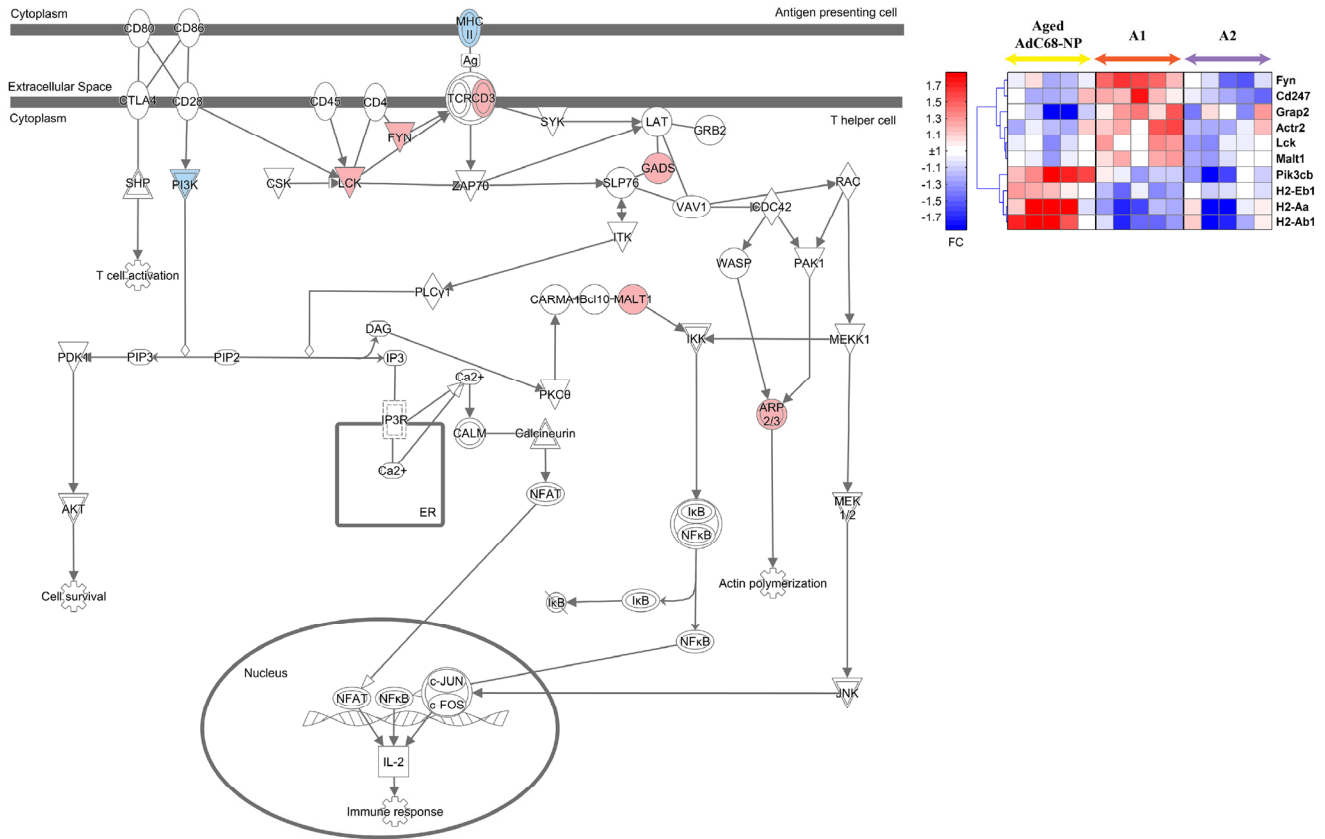 Cytoplasm
Antigen presenting cell
CD80
CD86
MHC
II
Ag
Extracellular Space
CTLA4
CD28
CD45
CD4
TCR
CD3
Cytoplasm
T helper cell
FYN
SYK
LAT
GRB2
SHP
PI3K
CSK
LCK
ZAP70
SLP76
GADS
VAV1
CDC42
RAC
ITK
WASP
PAK1
T cell activation
PLCγ1
CARMA1
Bcl10
MALT1
DAG
IKK
MEKK1
PDK1
PIP3
PIP2
IP3
Ca2+
PKCθ
IP3R
CALM
Calcineurin
ARP
2/3
Ca2+
ER
NFAT
AKT
IκB
NFκB
MEK
1/2
Cell survival
IκB
IκB
Actin polymerization
NFκB
Nucleus
c-JUN
NFAT
NFκB
c-FOS
JNK
IL-2
Immune response
Aged
AdC68-NP
A1
A2
1.7
1.5
1.3
1.1
±1
-1.1
-1.3
-1.5
-1.7
FC
Fyn
Cd247
Grap2
Actr2
Lck
Malt1
Pik3cb
H2-Eb1
H2-Aa
H2-Ab1